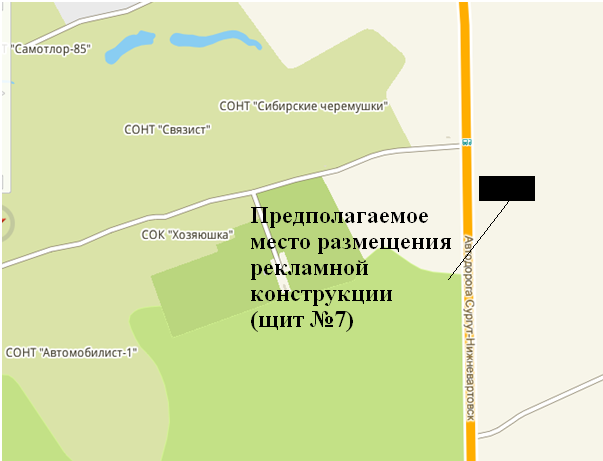 "Самотлор-85"
СОНТ "Сибирские черемушки"
СОНТ "Связист"
Предполагаемое
место размещения
рекламной
конструкции
(щит №7)
СОК "Хозяюшка"
Автодорога Сургут-Нижневартовск
СОНТ "Автомобилист-1"